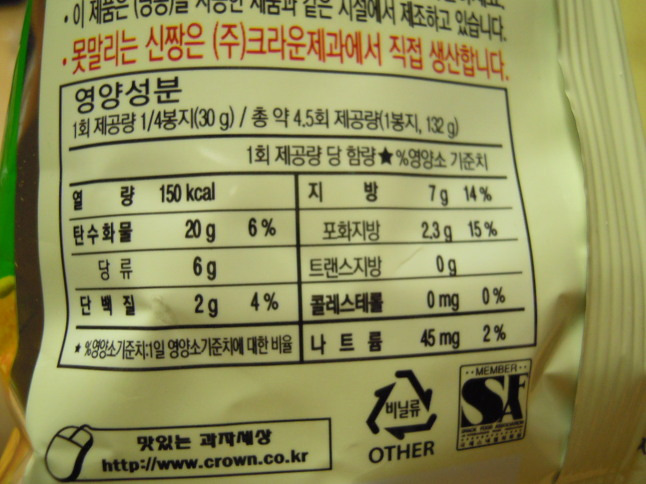 · 이 제품은 (땅콩)을 사용한 제품과 같은 시설에서 제조하고 있습니다.
· 못말리는 신짱은 (주)크라운제과에서 직접 생산합니다.
영양성분
1회 제공량 1/4봉지(30 g) / 총 약 4.5회 제공량(1봉지, 132 g)
1회 제공량 당 함량 ★%영양소 기준치
열 량 150 kcal 지 방 7 g 14 %
탄수화물 20 g 6 % 포화지방 2.3 g 15 %
당 류 6 g 트랜스지방 0 g
단 백 질 2 g 4 % 콜레스테롤 0 mg 0 %
★%영양소기준치:1일 영양소기준치에 대한 비율 나 트 륨 45 mg 2 %
맛있는 과자세상
http://www.crown.co.kr
비닐류
OTHER
··MEMBER··
SFA